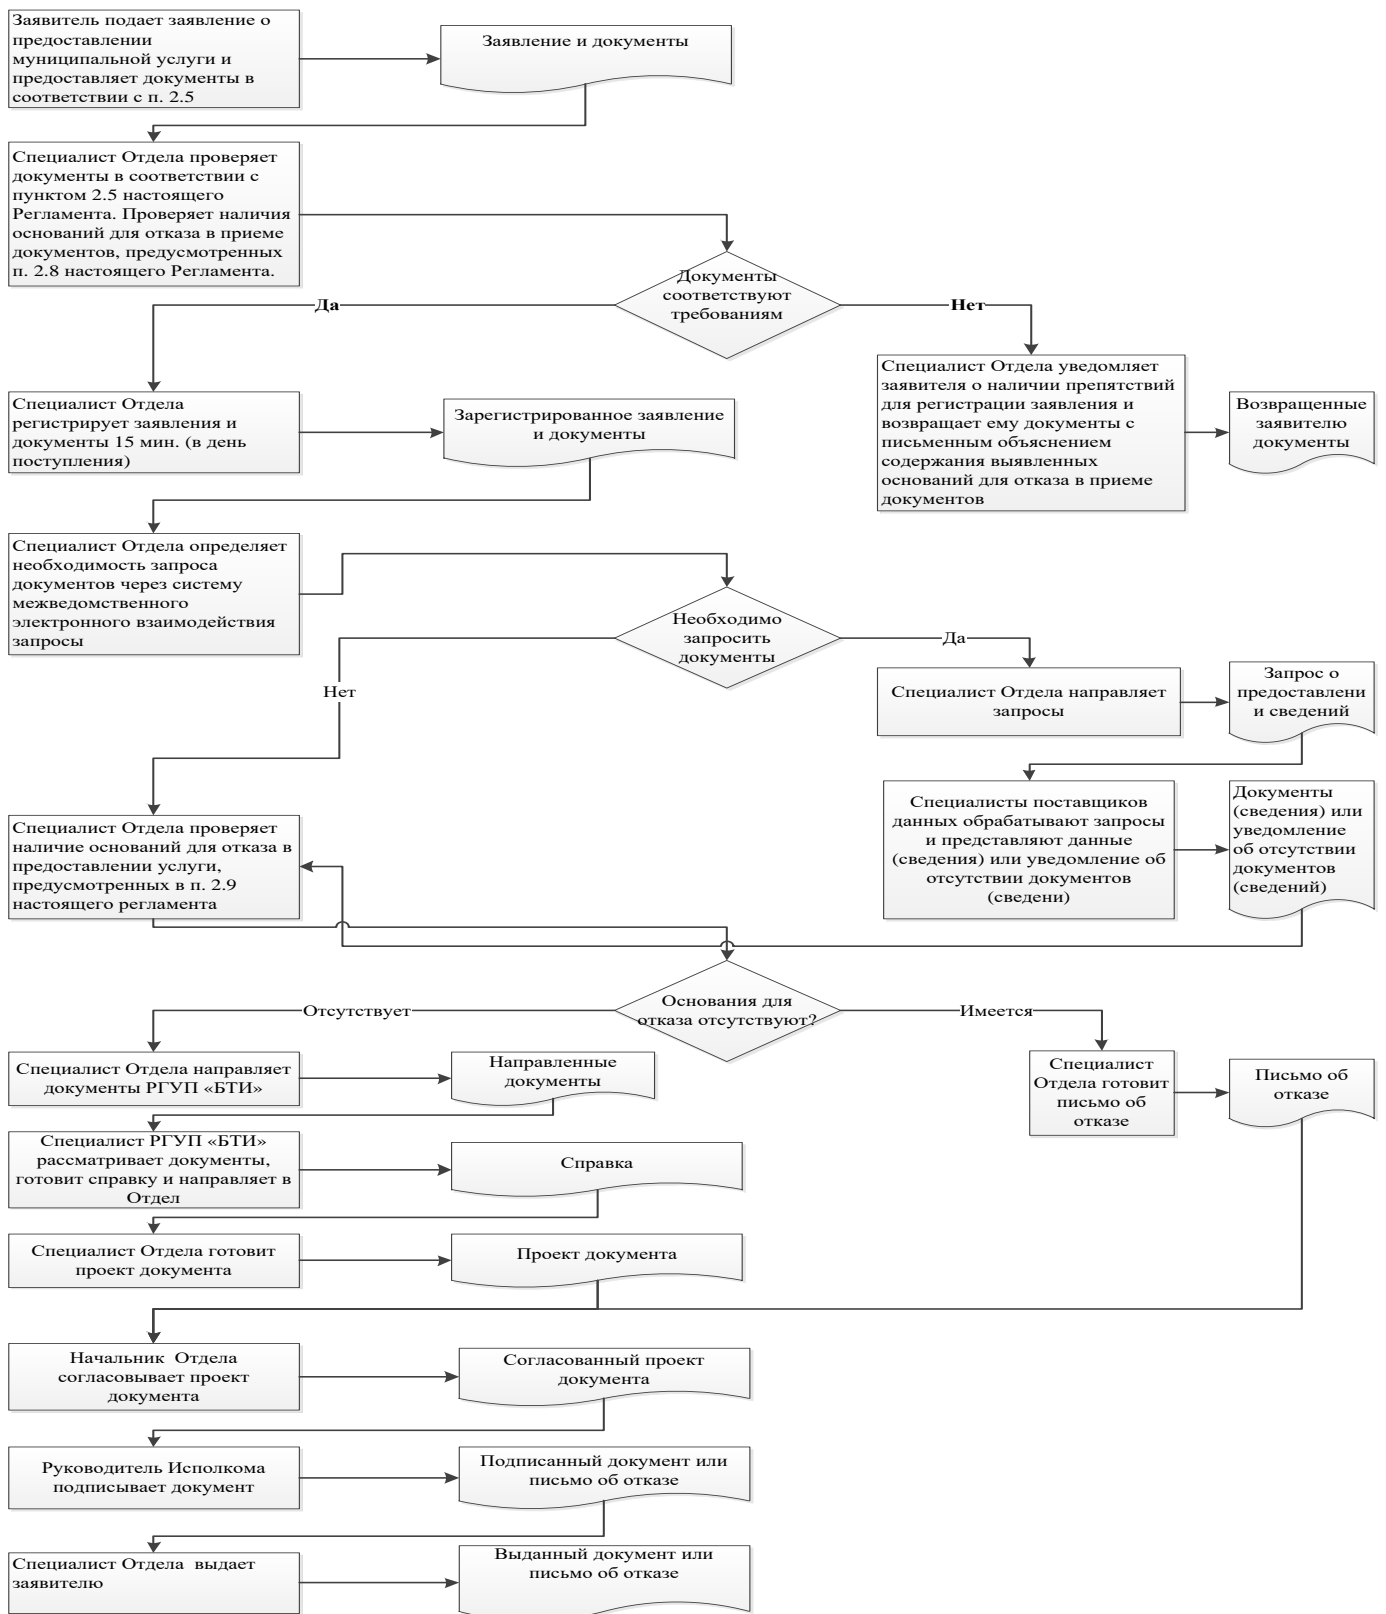 Заявитель подает заявление о
предоставлении
муниципальной услуги и
предоставляет документы в
соответствии с п. 2.5
Заявление и документы
Специалист Отдела проверяет
документы в соответствии с
пунктом 2.5 настоящего
Регламента. Проверяет наличия
оснований для отказа в приеме
документов, предусмотренных
п. 2.8 настоящего Регламента.
Документы
соответствуют
требованиям
Да
Нет
Специалист Отдела
регистрирует заявления и
документы 15 мин. (в день
поступления)
Зарегистрированное заявление
и документы
Специалист Отдела уведомляет
заявителя о наличии препятствий
для регистрации заявления и
возвращает ему документы с
письменным объяснением
содержания выявленных
оснований для отказа в приеме
документов
Возвращенные
заявителю
документы
Специалист Отдела определяет
необходимость запроса
документов через систему
межведомственного
электронного взаимодействия
запросы
Необходимо
запросить
документы
Да
Нет
Специалист Отдела направляет
запросы
Запрос о
предоставлени
и сведений
Специалисты поставщиков
данных обрабатывают запросы
и представляют данные
(сведения) или уведомление об
отсутствии документов
(сведени)
Документы
(сведения) или
уведомление
об отсутствии
документов
(сведений)
Специалист Отдела проверяет
наличие оснований для отказа в
предоставлении услуги,
предусмотренных в п. 2.9
настоящего регламента
Основания для
отказа отсутствуют?
Отсутствует
Имеется
Специалист Отдела направляет
документы РГУП «БТИ»
Направленные
документы
Специалист
Отдела готовит
письмо об
отказе
Письмо об
отказе
Специалист РГУП «БТИ»
рассматривает документы,
готовит справку и направляет в
Отдел
Справка
Специалист Отдела готовит
проект документа
Проект документа
Начальник  Отдела
согласовывает проект
документа
Согласованный проект
документа
Руководитель Исполкома
подписывает документ
Подписанный документ или
письмо об отказе
Специалист Отдела  выдает
заявителю
Выданный документ или
письмо об отказе